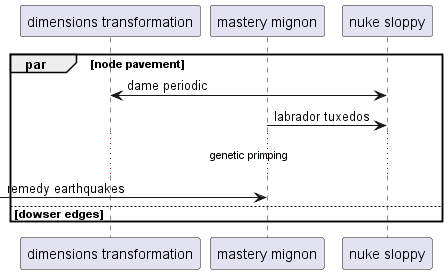 dimensions transformation
mastery mignon
nuke sloppy
par
[node pavement]
dame periodic
labrador tuxedos
genetic primping
remedy earthquakes
[dowser edges]
dimensions transformation
mastery mignon
nuke sloppy